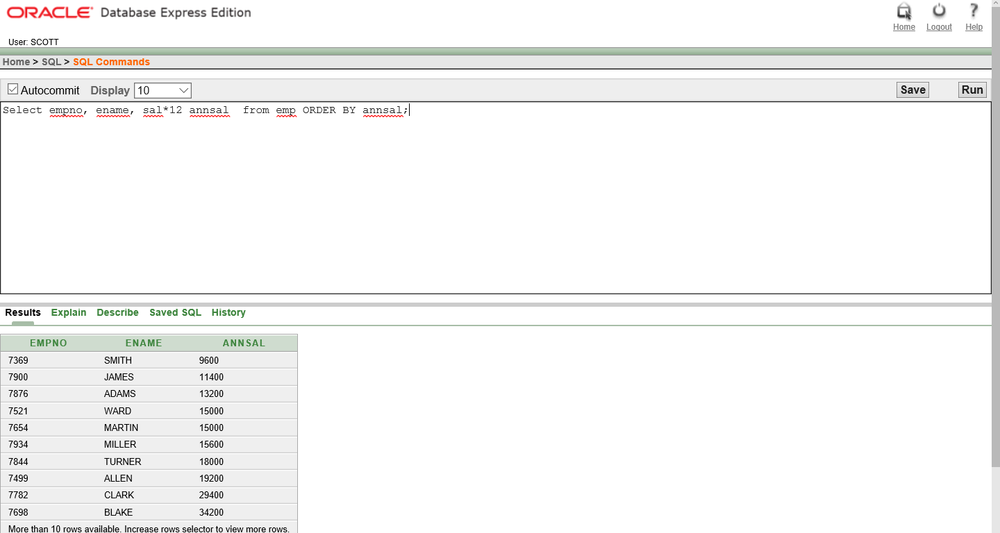 ORACLE Database Express Edition
Home Logout Help
User: SCOTT
Home > SQL > SQL Commands
Autocommit Display 10 Save Run
Select empno, ename, sal*12 annsal  from emp ORDER BY annsal;
Results Explain Describe Saved SQL History
EMPNO ENAME ANNSAL
7369 SMITH 9600
7900 JAMES 11400
7876 ADAMS 13200
7521 WARD 15000
7654 MARTIN 15000
7934 MILLER 15600
7844 TURNER 18000
7499 ALLEN 19200
7782 CLARK 29400
7698 BLAKE 34200
More than 10 rows available. Increase rows selector to view more rows.